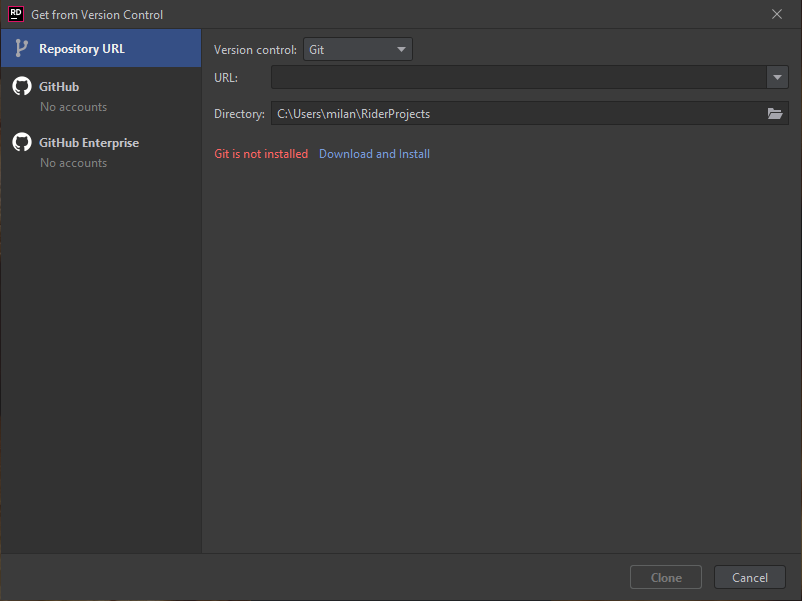 RD Get from Version Control
Repository URL
GitHub
No accounts
GitHub Enterprise
No accounts
Version control: Git
URL:
Directory: C:\Users\milan\RiderProjects
Git is not installed Download and Install
Clone Cancel